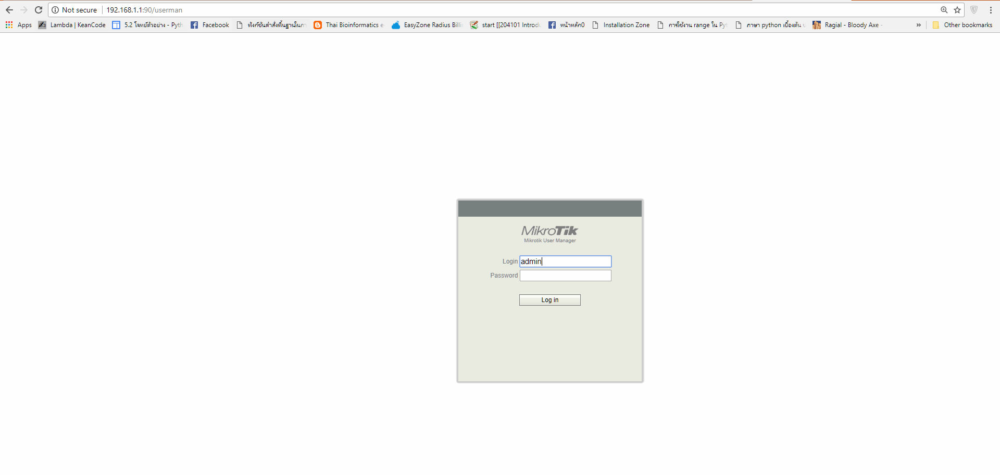 Not secure 192.168.1.1:90/userman
Apps Lambda | KeanCode 5.2 โจทย์ตัวอย่าง - Pyth Facebook ฟังก์ชันคำสั่งพื้นฐานในภา Thai Bioinformatics e EasyZone Radius Billi start [[204101 Introdu หน้าหลัก0 Installation Zone การใช้งาน range ใน Pyt ภาษา python เบื้องต้น Ragial - Bloody Axe - » Other bookmarks
MikroTik
Mikrotik User Manager
Login admin
Password
Log in